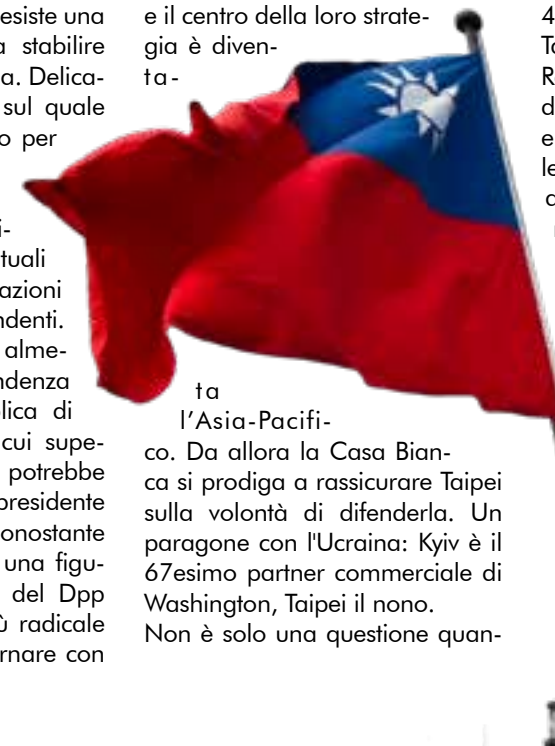 esiste una
a stabilire
a. Delica-
sul quale
o per
i-
tuali
azioni
ndenti.
alme-
ndenza
lica di
cui supe-
potrebbe
presidente
onostante
una figu-
del Dpp
ù radicale
rnare con
e il centro della loro strate-
gia è diven-
ta-
ta
l'Asia-Pacifi-
co. Da allora la Casa Bian-
ca si prodiga a rassicurare Taipei
sulla volontà di difenderla. Un
paragone con l'Ucraina: Kyiv è il
67esimo partner commerciale di
Washington, Taipei il nono.
Non è solo una questione quan-
4
R
d
e
le